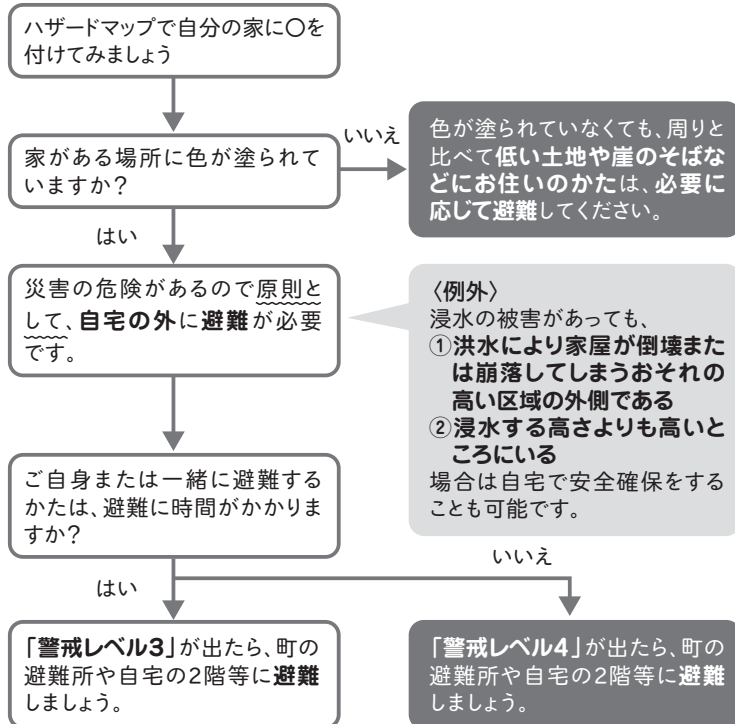 ハザードマップで自分の家に○を
付けてみましょう
家がある場所に色が塗られて
いますか？
いいえ
色が塗られていなくても、周りと
比べて低い土地や崖のそばな
どにお住いのかたは、必要に
応じて避難してください。
はい
災害の危険があるので原則と
して、自宅の外に避難が必要
です。
〈例外〉
浸水の被害があっても、
①洪水により家屋が倒壊また
は崩落してしまうおそれの
高い区域の外側である
②浸水する高さよりも高いと
ころにいる
場合は自宅で安全確保をする
ことも可能です。
ご自身または一緒に避難する
かたは、避難に時間がかかりま
すか？
はい
いいえ
「警戒レベル3」が出たら、町の
避難所や自宅の2階等に避難
しましょう。
「警戒レベル4」が出たら、町の
避難所や自宅の2階等に避難
しましょう。